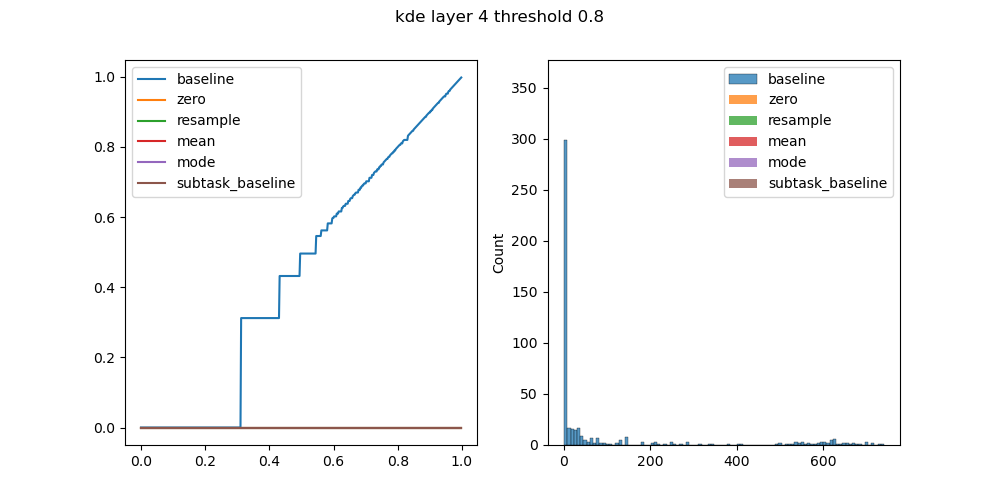 kde layer 4 threshold 0.8
baseline
zero
resample
mean
mode
subtask_baseline
1.0
0.8
0.6
0.4
0.2
0.0
0.0 0.2 0.4 0.6 0.8 1.0
baseline
zero
resample
mean
mode
subtask_baseline
Count
350
300
250
200
150
100
50
0
0 200 400 600